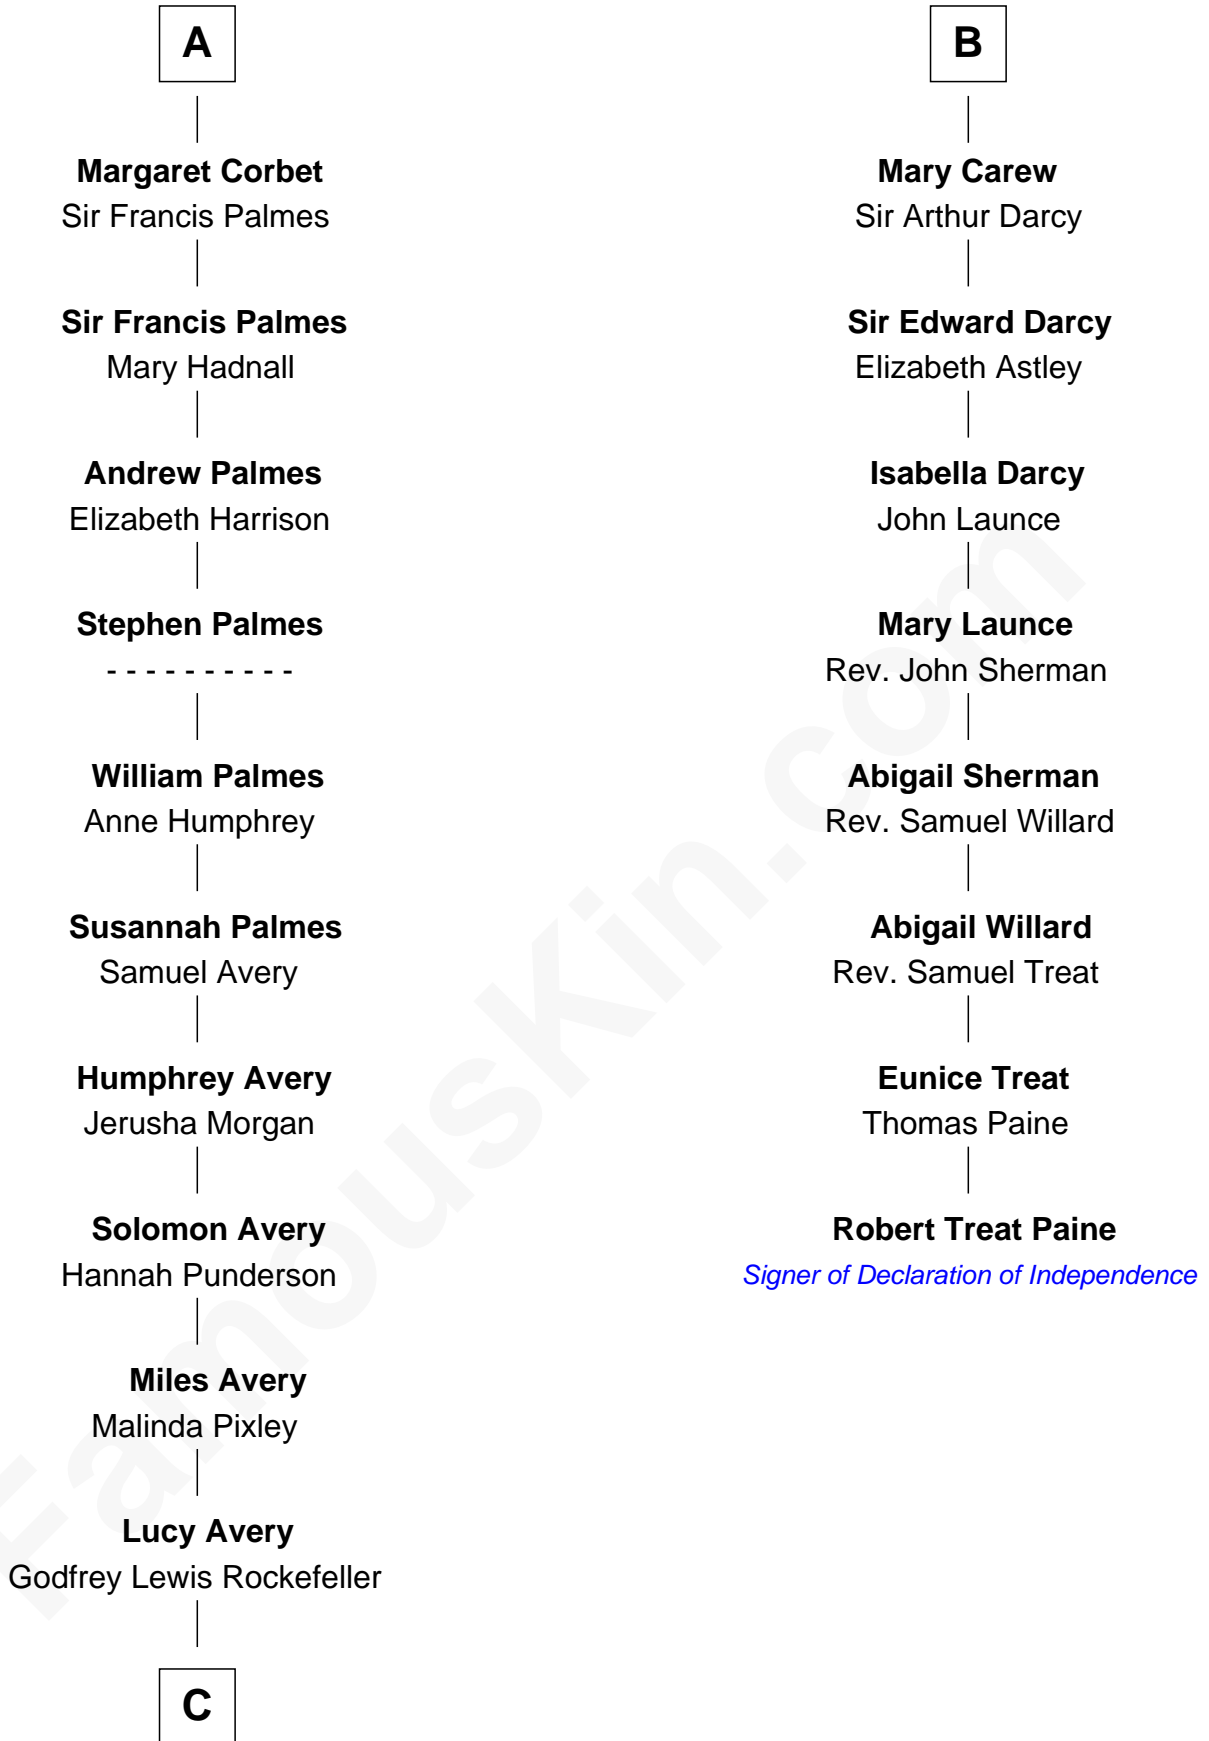 A
Margaret Corbet
Sir Francis Palmes
Sir Francis Palmes
Mary Hadnall
Andrew Palmes
Elizabeth Harrison
Stephen Palmes
- - - - - - - - - -
William Palmes
Anne Humphrey
Susannah Palmes
Samuel Avery
Humphrey Avery
Jerusha Morgan
Solomon Avery
Hannah Punderson
Miles Avery
Malinda Pixley
Lucy Avery
Godfrey Lewis Rockefeller
C
B
Mary Carew
Sir Arthur Darcy
Sir Edward Darcy
Elizabeth Astley
Isabella Darcy
John Launce
Mary Launce
Rev. John Sherman
Abigail Sherman
Rev. Samuel Willard
Abigail Willard
Rev. Samuel Treat
Eunice Treat
Thomas Paine
Robert Treat Paine
Signer of Declaration of Independence
FamousKin.com